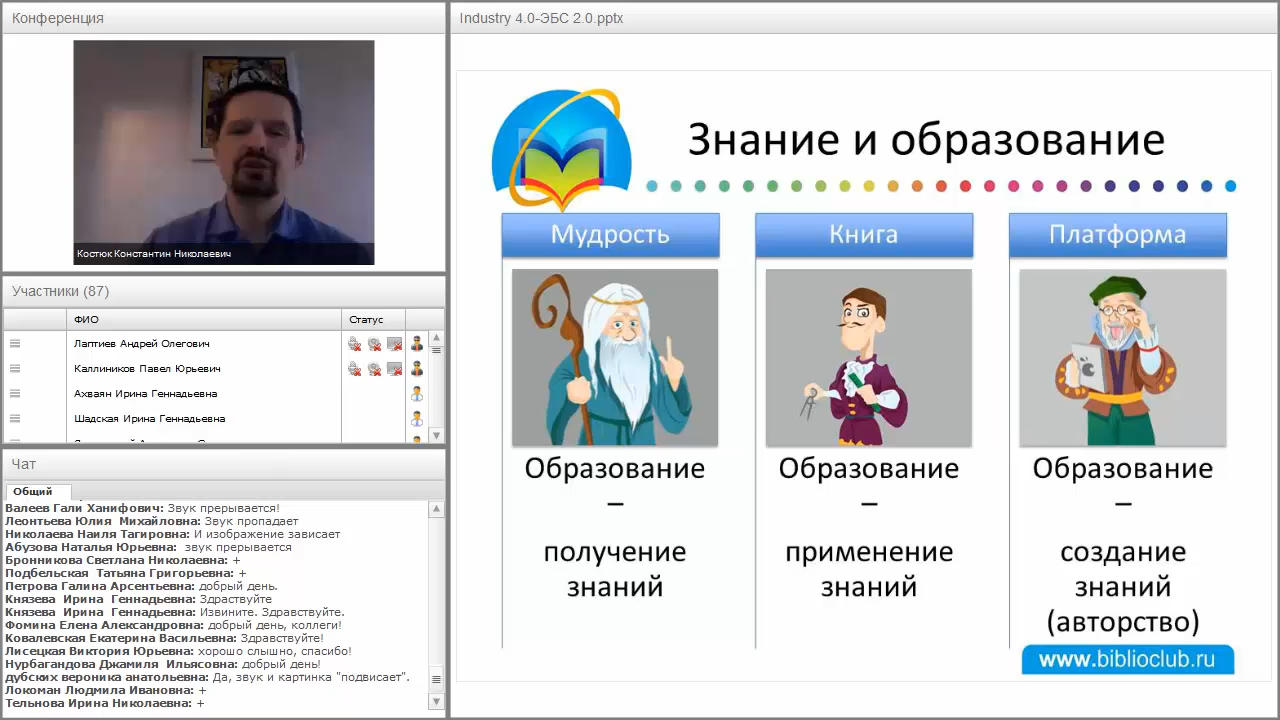 Конференция
Костюк Константин Николаевич
Участники (87)
ФИО Статус
Лаптиев Андрей Олегович
Каллиников Павел Юрьевич
Ахваян Ирина Геннадьевна
Шадская Ирина Геннадьевна
Чат
Общий
Валеев Гали Ханифович: Звук прерывается!
Леонтьева Юлия Михайловна: Звук пропадает
Николаева Наиля Тагировна: И изображение зависает
Абузова Наталья Юрьевна: звук прерывается
Бронникова Светлана Николаевна: +
Подбельская Татьяна Григорьевна: +
Петрова Галина Арсентьевна: добрый день.
Князева Ирина Геннадьевна: Здраствуйте
Князева Ирина Геннадьевна: Извините. Здравствуйте.
Фомина Елена Александровна: добрый день, коллеги!
Ковалевская Екатерина Васильевна: Здравствуйте!
Лисецкая Виктория Юрьевна: хорошо слышно, спасибо!
Нурбагандова Джамиля Ильясовна: добрый день!
дубских вероника анатольевна: Да, звук и картинка "подвисает".
Локоман Людмила Ивановна: +
Тельнова Ирина Николаевна: +
Industry 4.0-ЭБС 2.0.pptx
Знание и образование
Мудрость
Образование
–
получение
знаний
Книга
Образование
–
применение
знаний
Платформа
Образование
–
создание
знаний
(авторство)
www.biblioclub.ru